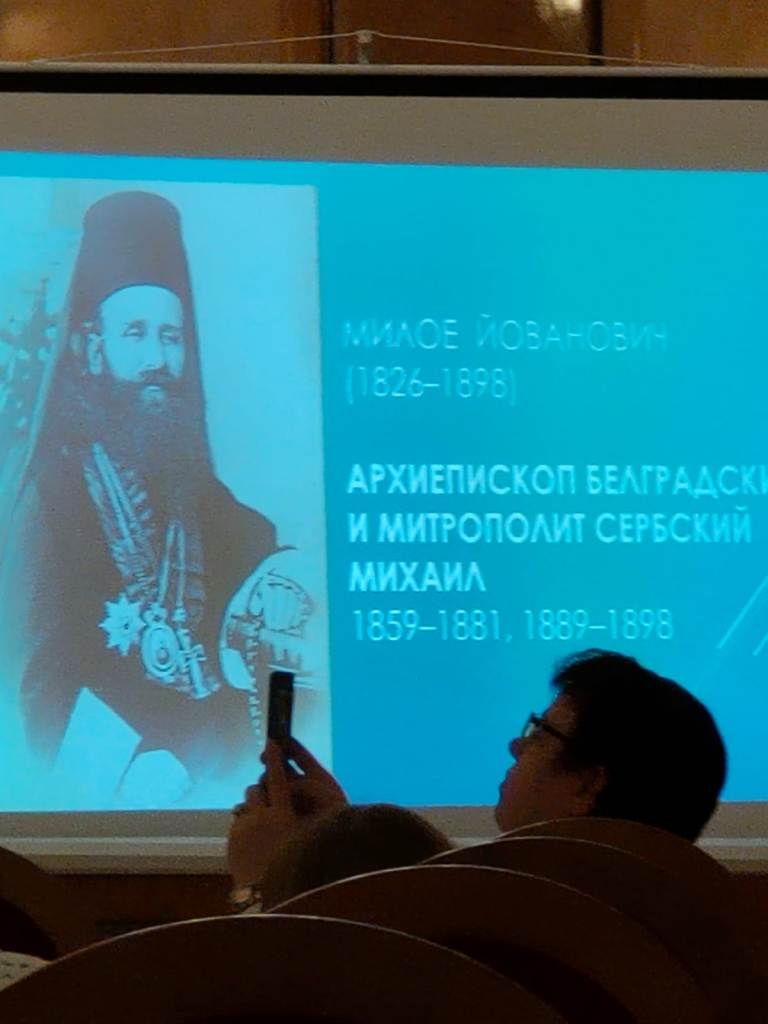 МИЛОЕ ЙОВАНОВИЧ
(1826–1898)
АРХИЕПИСКОП БЕЛГРАДСКИ
И МИТРОПОЛИТ СЕРБСКИЙ
МИХАИЛ
1859–1881, 1889–1898